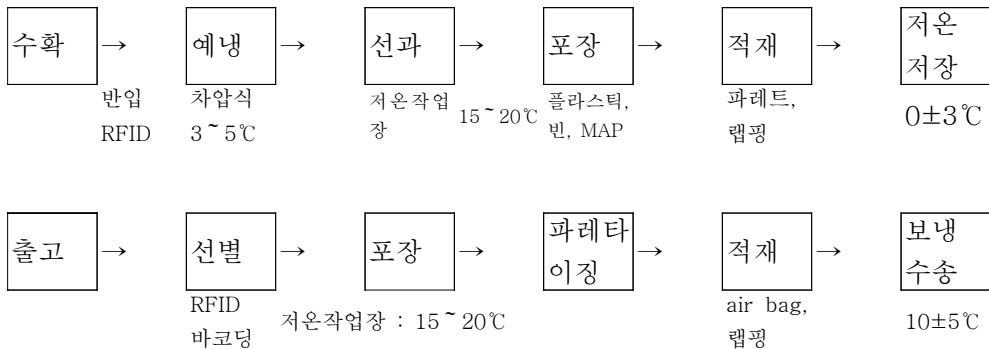 수확 → 예냉 → 선과 → 포장 → 적재 → 저온
저장
반입
RFID
차압식
3~5℃
저온작업
장
15~20℃
플라스틱,
빈, MAP
파레트,
랩핑
0±3℃
출고 → 선별 → 포장 → 파레타
이징 → 적재 → 보냉
수송
RFID
바코딩
저온작업장 : 15~20℃
air bag,
랩핑
10±5℃